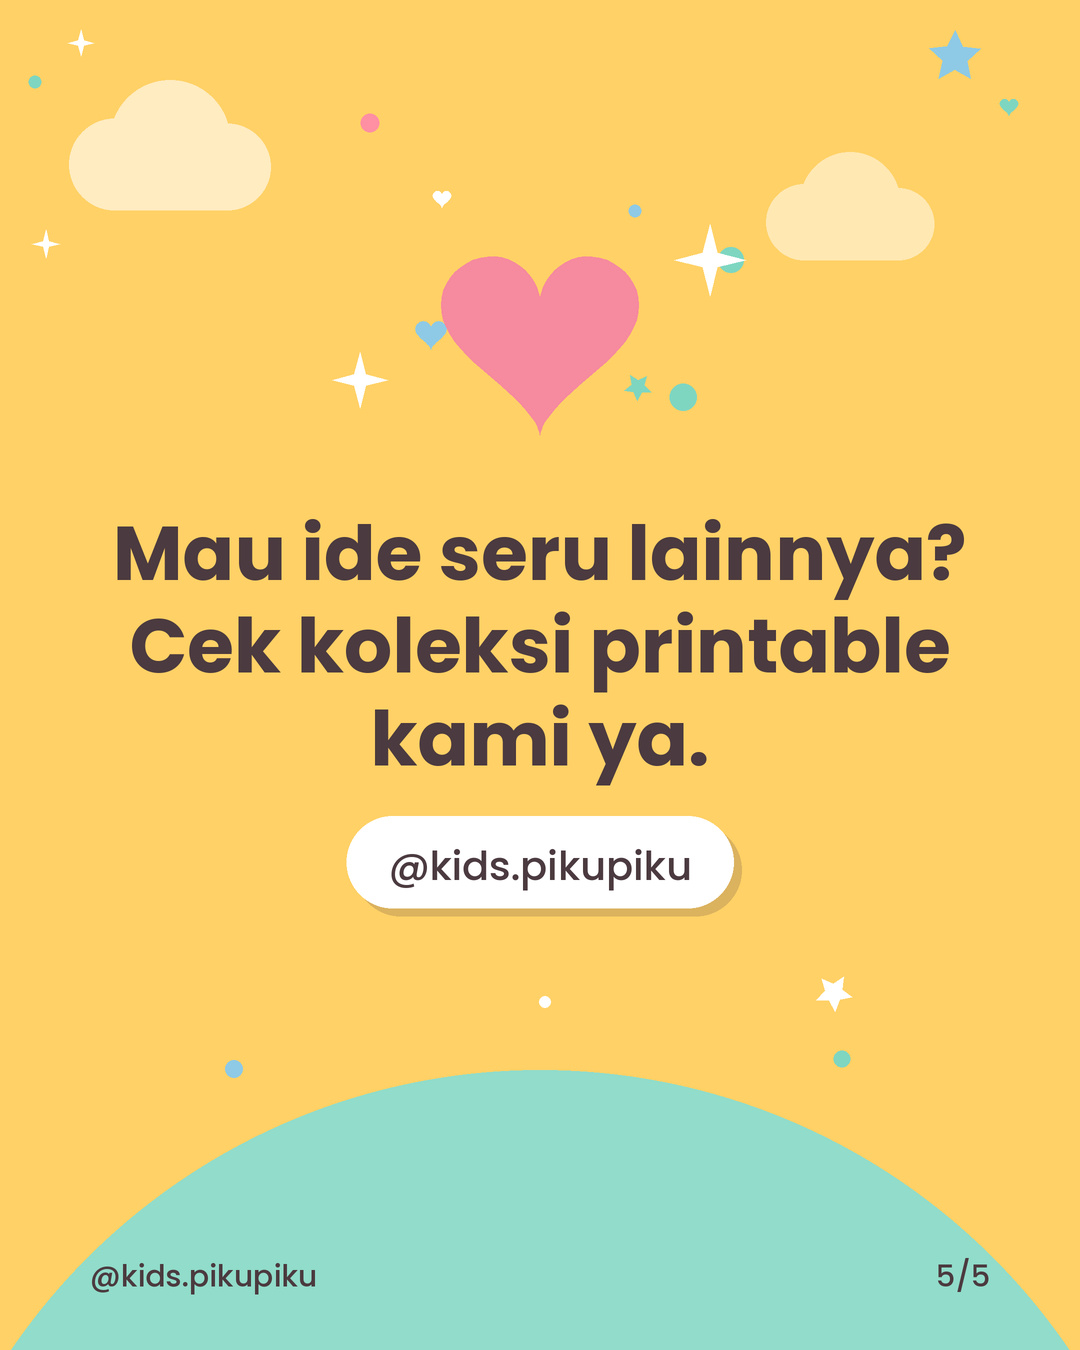 Mau ide seru lainnya?
Cek koleksi printable
kami ya.
@kids.pikupiku
@kids.pikupiku
5/5